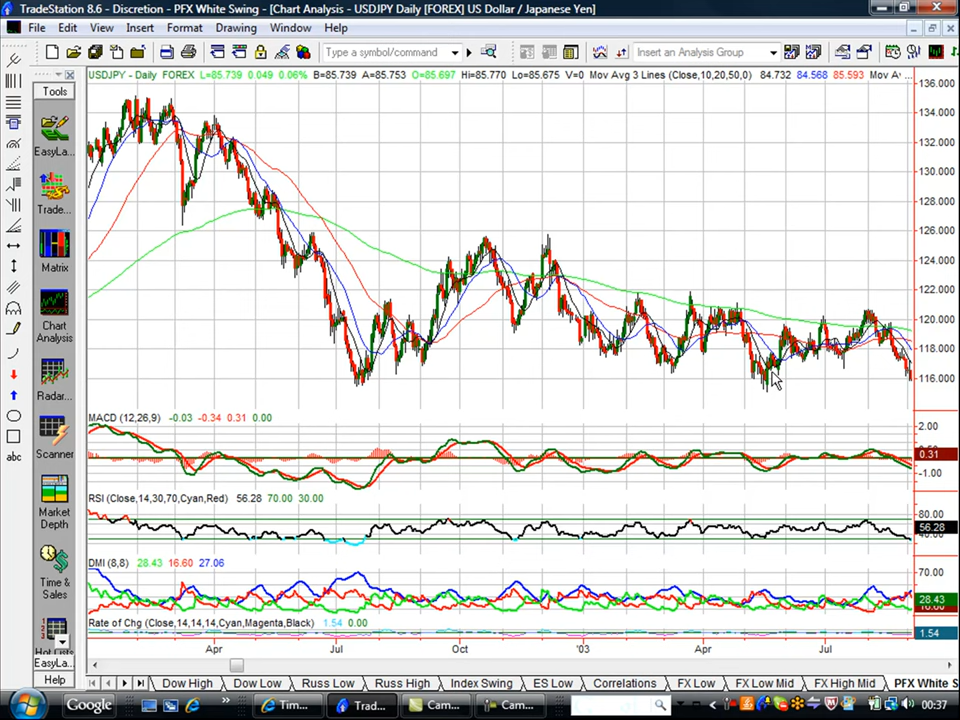 TradeStation 8.6 - Discretion - PFX White Swing - [Chart Analysis - USDJPY Daily [FOREX] US Dollar / Japanese Yen]
File Edit View Insert Format Drawing Window Help
Type a symbol/command
Insert an Analysis Group
Tools
EasyLa...
Trade...
Matrix
Chart Analysis
Radar...
Scanner
Market Depth
Time & Sales
EasyLa...
Help
abc
USDJPY - Daily FOREX L=85.739 0.049 0.06% B=85.739 A=85.753 O=85.697 Hi=85.770 Lo=85.675 V=0 Mov Avg 3 Lines (Close,10,20,50,0) 84.732 84.568 85.593 Mov A
136.000
134.000
132.000
130.000
128.000
126.000
124.000
122.000
120.000
118.000
116.000
MACD (12,26,9) -0.03 -0.34 0.31 0.00
2.00
0.31
-1.00
RSI (Close,14,30,70,Cyan,Red) 56.28 70.00 30.00
80.00
56.28
DMI (8,8) 28.43 16.60 27.06
70.00
28.43
Rate of Chg (Close,14,14,14,Cyan,Magenta,Black) 1.54 0.00
1.54
Apr Jul Oct '03 Apr Jul
Dow High Dow Low Russ Low Russ High Index Swing ES Low Correlations FX Low FX Low Mid FX High Mid PFX White S
Google
Tim...
Trad...
Cam...
Cam...
00:37